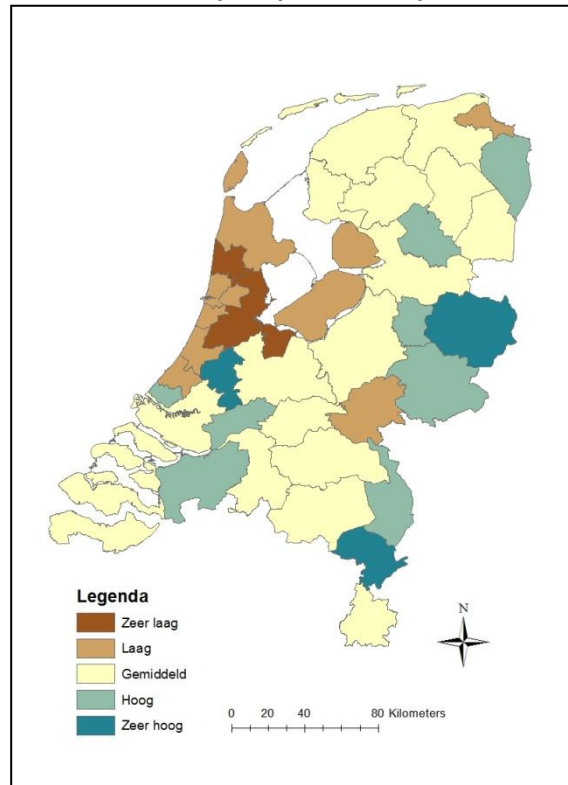 Legenda
Zeer laag
Laag
Gemiddeld
Hoog
Zeer hoog
N
0 20 40 80 Kilometers